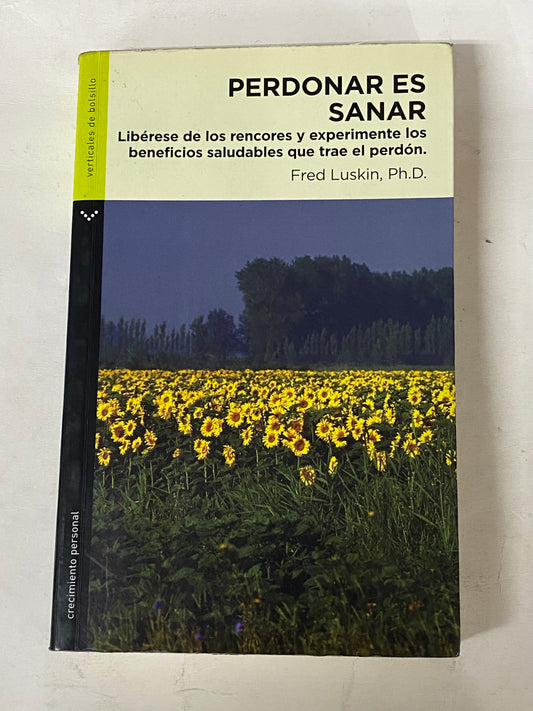 PERDONAR ES
SANAR
Libérese de los rencores y experimente los
beneficios saludables que trae el perdón.
Fred Luskin, Ph.D.
verticales de bolsillo
crecimiento personal